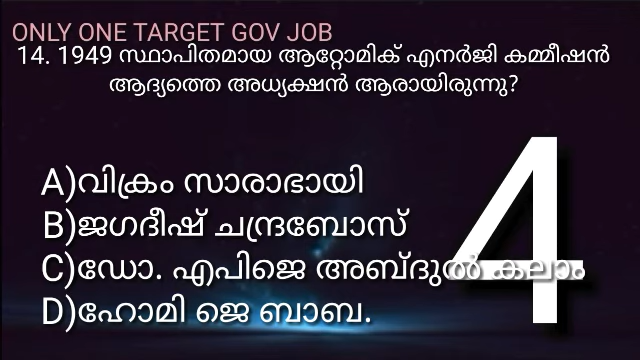 ONLY ONE TARGET GOV JOB
14. 1949 സ്ഥാപിതമായ ആറ്റോമിക് എനർജി കമ്മീഷൻ
ആദ്യത്തെ അധ്യക്ഷൻ ആരായിരുന്നു?
A)വിക്രം സാരാഭായി
B)ജഗദീഷ് ചന്ദ്രബോസ്
C)ഡോ. എപിജെ അബ്ദുൽ കലാം
D)ഹോമി ജെ ബാബ.
4